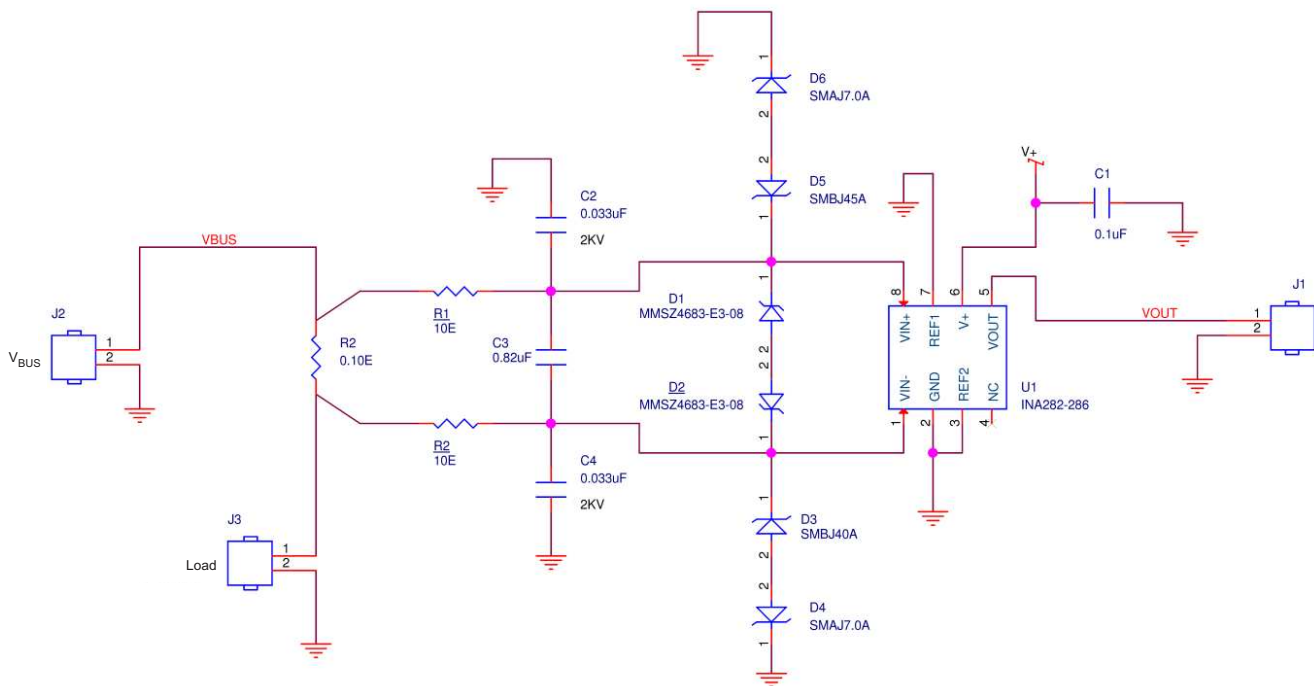 1
D6
SMAJ7.0A
2
2
D5
SMBJ45A
1
V+
C1
0.1uF
C2
0.033uF
2KV
VBUS
J2
1
2
VBUS
R2
0.10E
R1
10E
C3
0.82uF
1
D1
MMSZ4683-E3-08
2
2
D2
MMSZ4683-E3-08
1
8
7
6
5
VIN+
REF1
V+
VOUT
VIN-
GND
REF2
NC
1
2
3
4
U1
INA282-286
VOUT
J1
1
2
R2
10E
C4
0.033uF
2KV
J3
1
2
Load
1
D3
SMBJ40A
2
2
D4
SMAJ7.0A
1